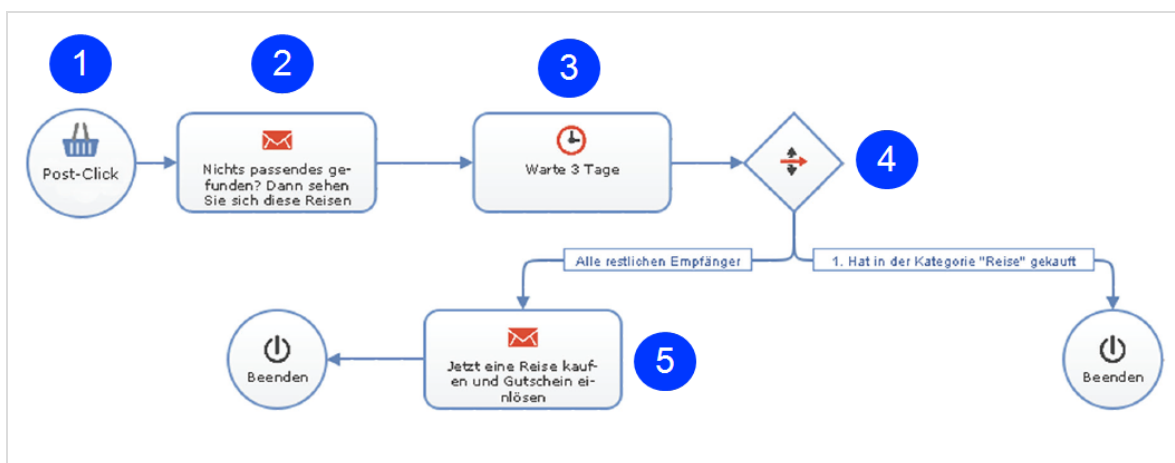 1
2
3
Post-Click
Nichts passendes ge-
funden? Dann sehen
Sie sich diese Reisen
Warte 3 Tage
4
Alle restlichen Empfänger
1. Hat in der Kategorie "Reise" gekauft
Beenden
Jetzt eine Reise kauf-
en und Gutschein ei-
nlösen
5
Beenden